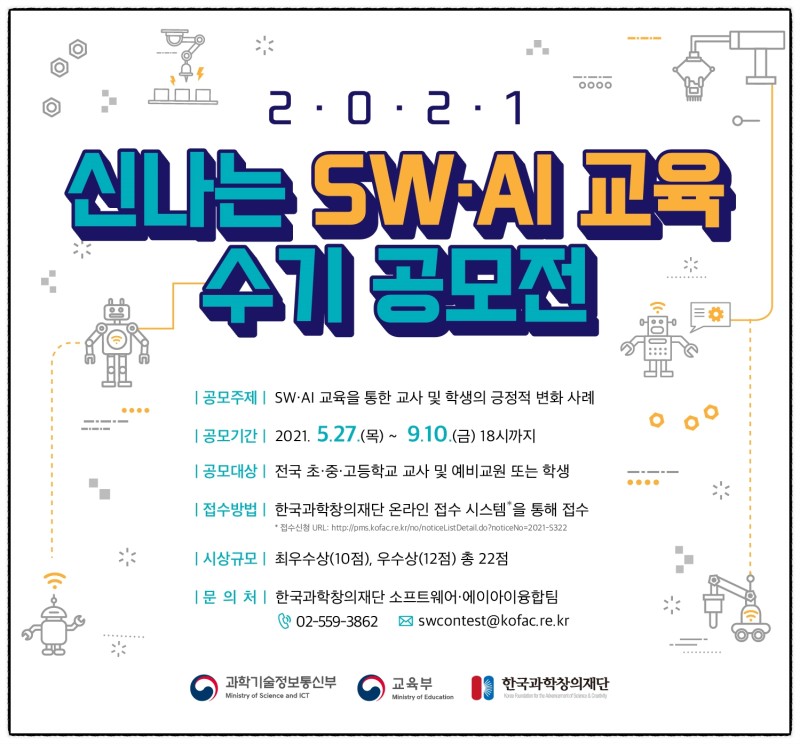 2·0·2·1
신나는 SW·AI 교육
수기 공모전
| 공모주제 | SW·AI 교육을 통한 교사 및 학생의 긍정적 변화 사례
| 공모기간 | 2021. 5.27.(목) ~ 9.10.(금) 18시까지
| 공모대상 | 전국 초·중·고등학교 교사 및 예비교원 또는 학생
| 접수방법 | 한국과학창의재단 온라인 접수 시스템*을 통해 접수
* 접수신청 URL: http://pms.kofac.re.kr/no/noticeListDetail.do?noticeNo=2021-5322
| 시상규모 | 최우수상(10점), 우수상(12점) 총 22점
| 문 의 처 | 한국과학창의재단 소프트웨어·에이아이융합팀
02-559-3862 swcontest@kofac.re.kr
과학기술정보통신부 교육부 한국과학창의재단
Ministry of Science and ICT Ministry of Education Korea Foundation for the Advancement of Science & Creativity